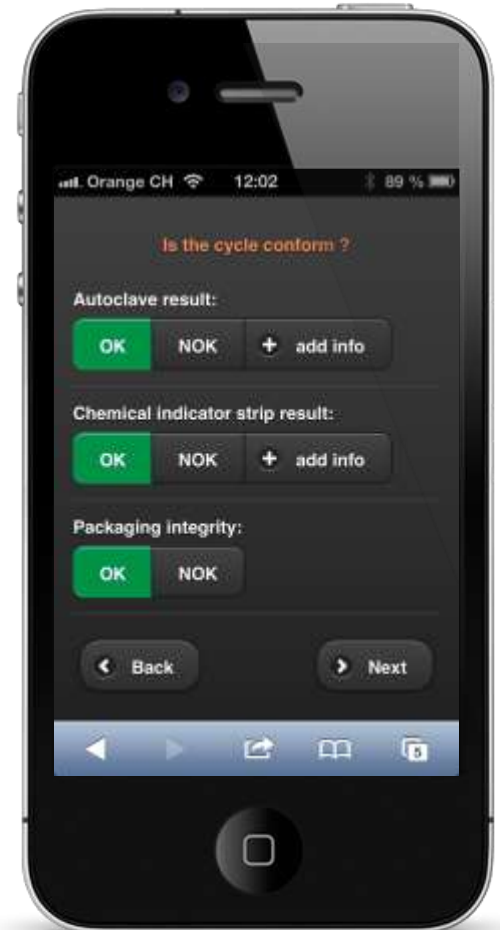 Orange CH 12:02 89 %
Is the cycle conform ?
Autoclave result:
OK NOK + add info
Chemical indicator strip result:
OK NOK + add info
Packaging integrity:
OK NOK
Back Next
5